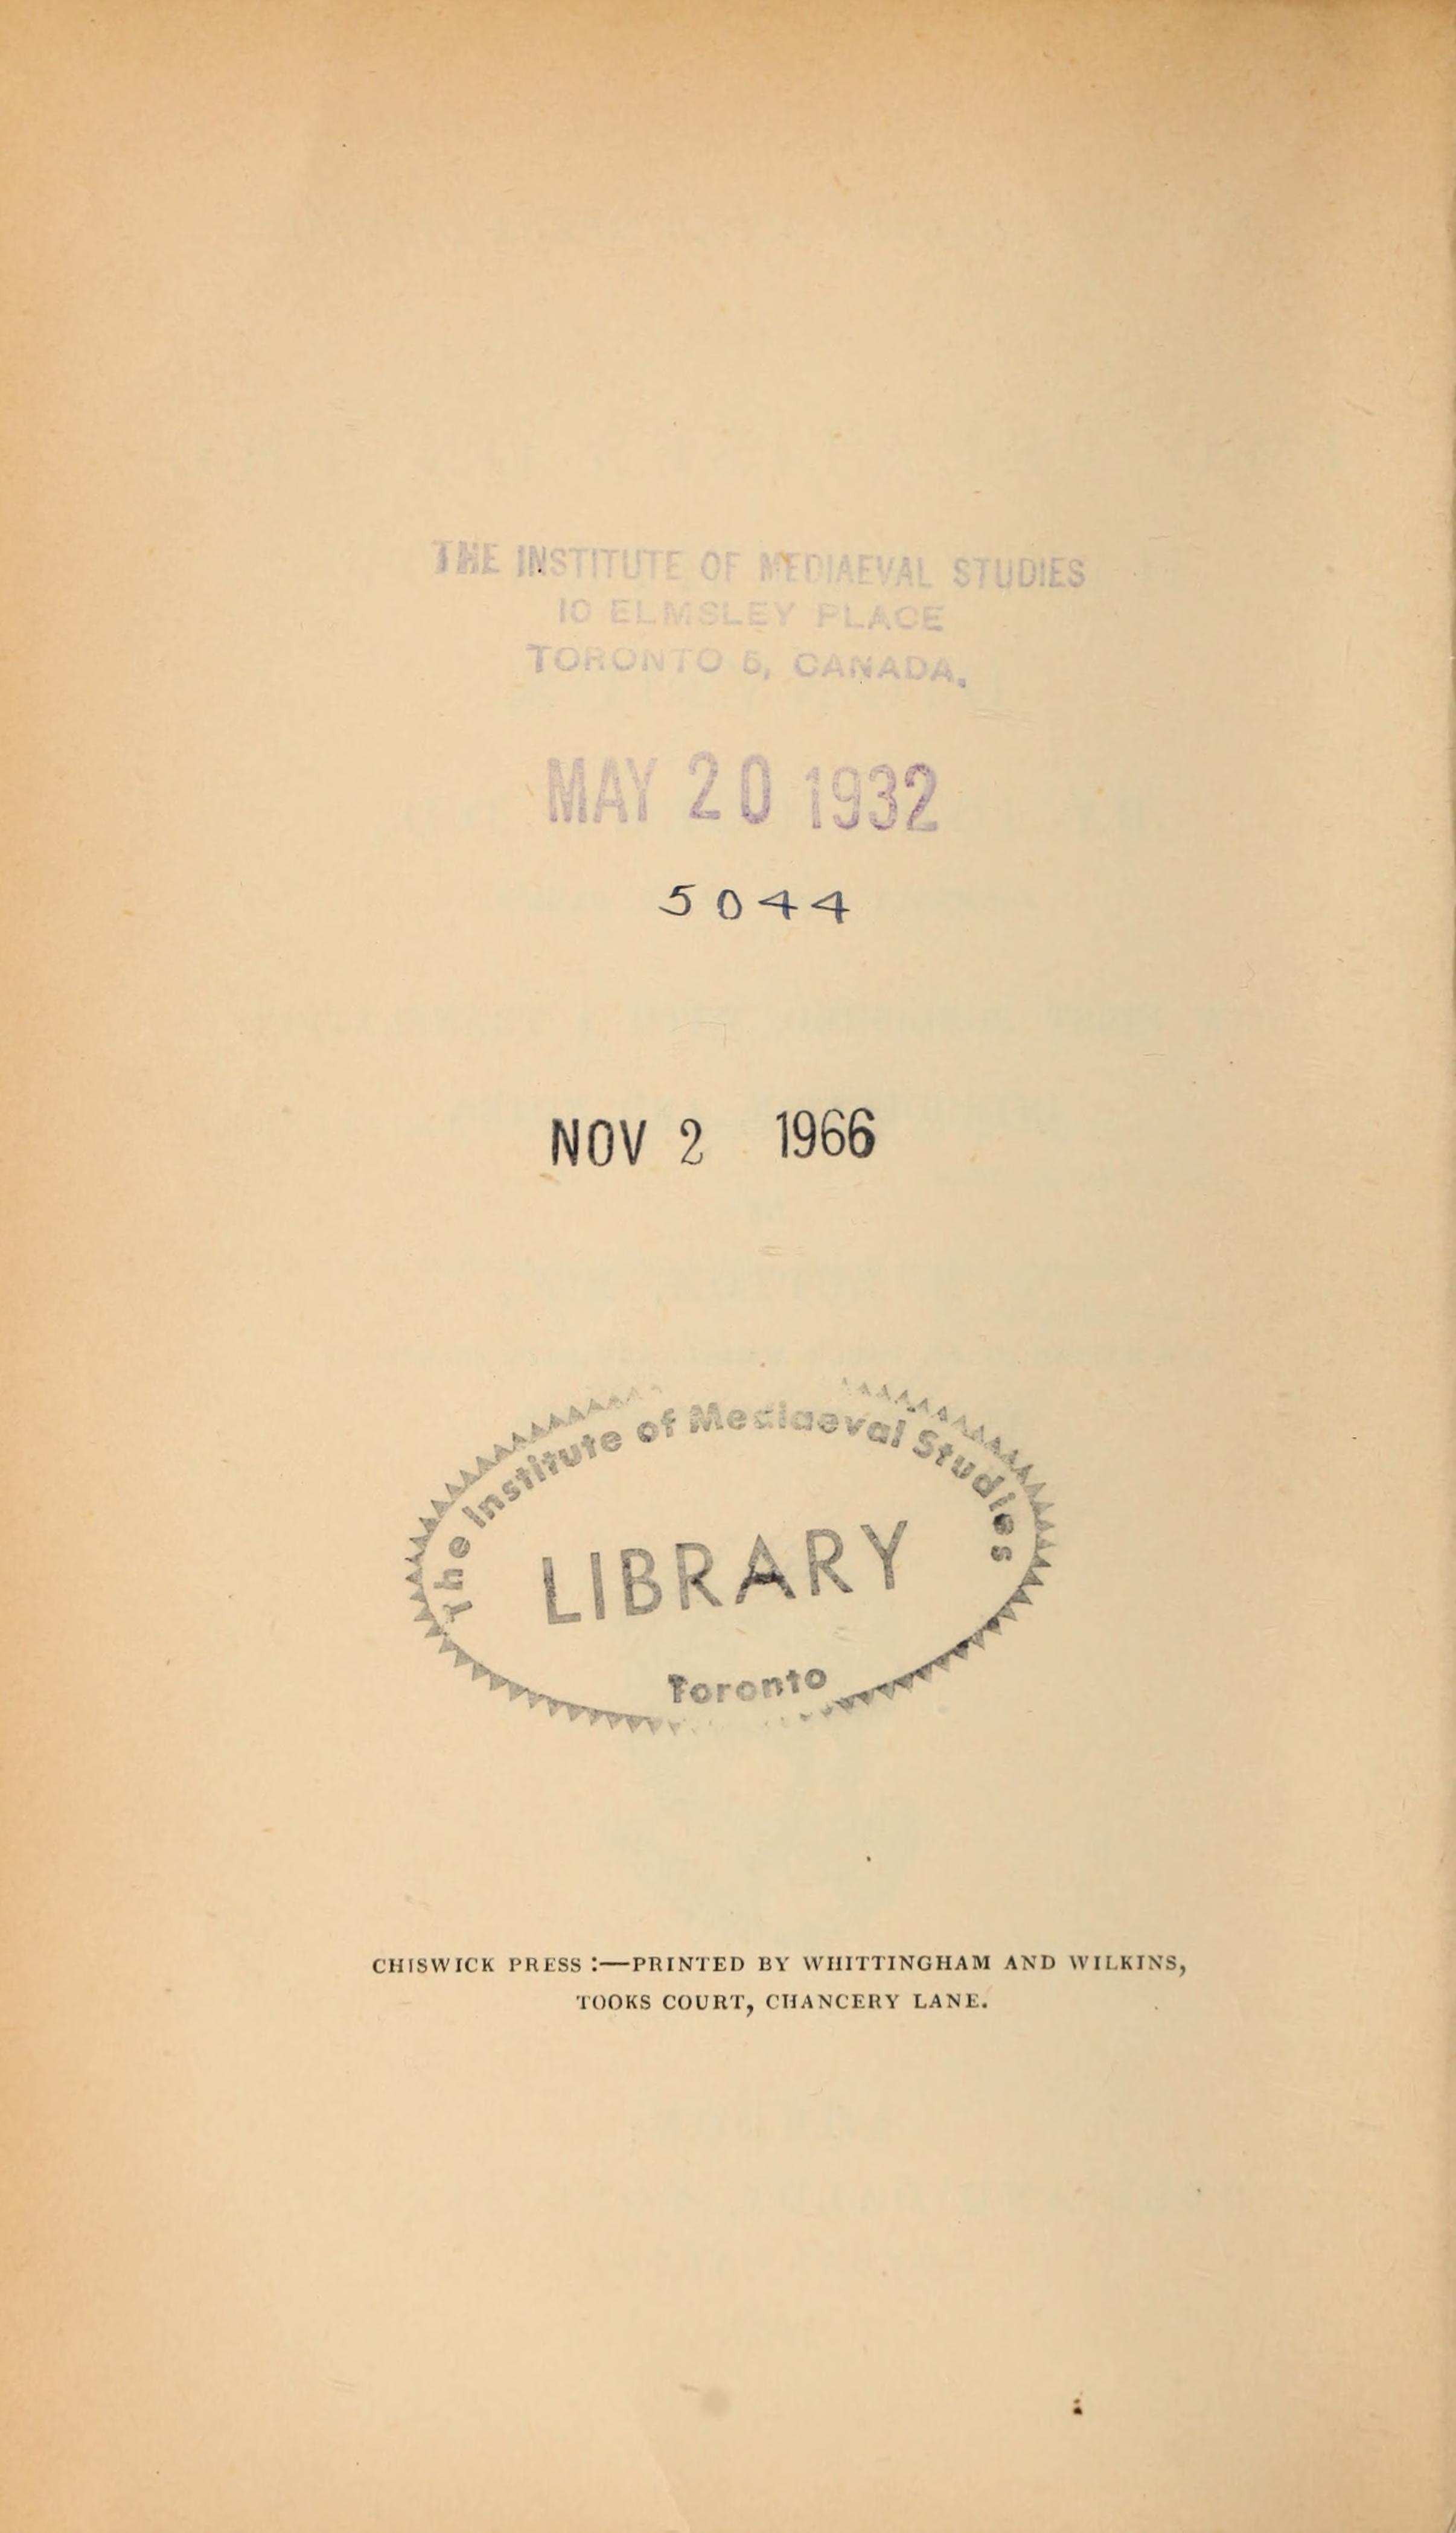 THE INSTITUTE OF MEDIAEVAL STUDIES
10 ELMSLEY PLACE
TORONTO 5, CANADA.
MAY 20 1932
5044
NOV 2 1966
The Institute of Mediaeval Studies
LIBRARY
Toronto
CHISWICK PRESS :—PRINTED BY WHITTINGHAM AND WILKINS,
TOOKS COURT, CHANCERY LANE.